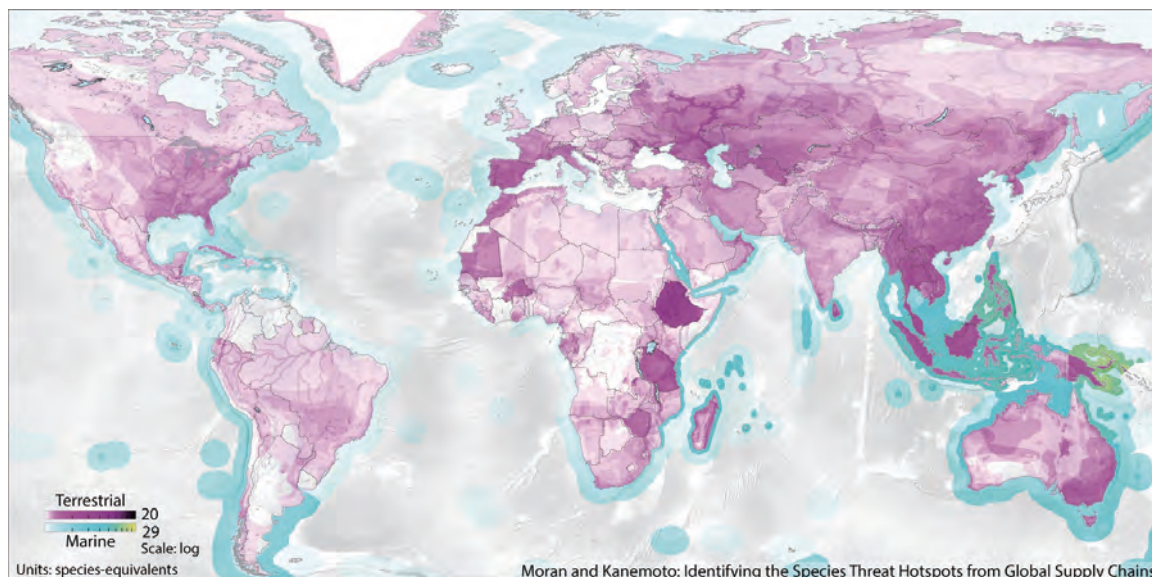 Terrestrial
20
29
Marine
Scale: log
Units: species-equivalents
Moran and Kanemoto: Identifying the Species Threat Hotspots from Global Supply Chains